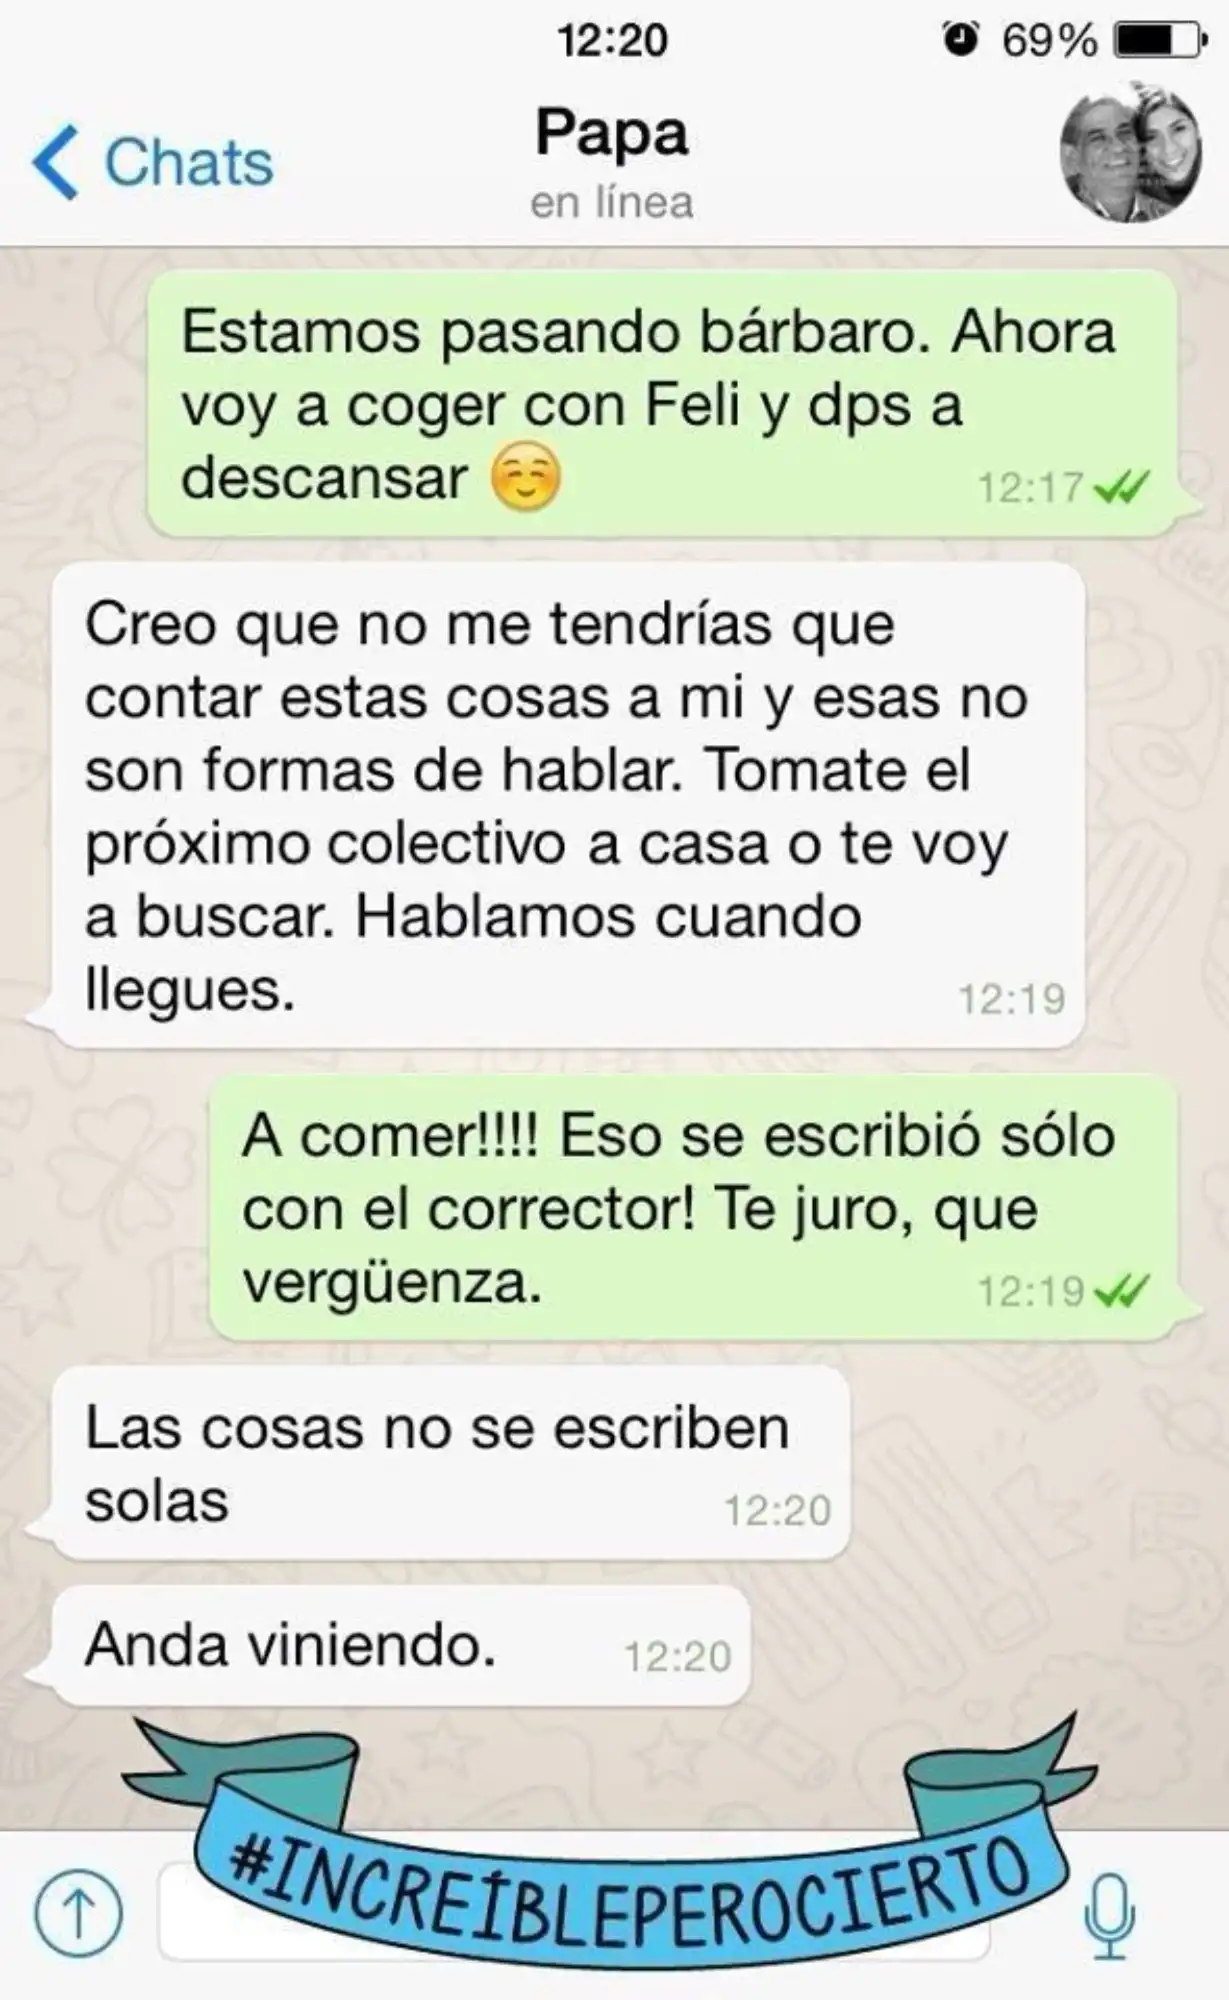 12:20
69%
Chats
Papa
en línea
Estamos pasando bárbaro. Ahora
voy a coger con Feli y dps a
descansar
12:17
Creo que no me tendrías que
contar estas cosas a mi y esas no
son formas de hablar. Tomate el
próximo colectivo a casa o te voy
a buscar. Hablamos cuando
llegues.
12:19
A comer!!!! Eso se escribió sólo
con el corrector! Te juro, que
vergüenza.
12:19
Las cosas no se escriben
solas
12:20
Anda viniendo.
12:20
#INCREÍBLEPEROCIERTO